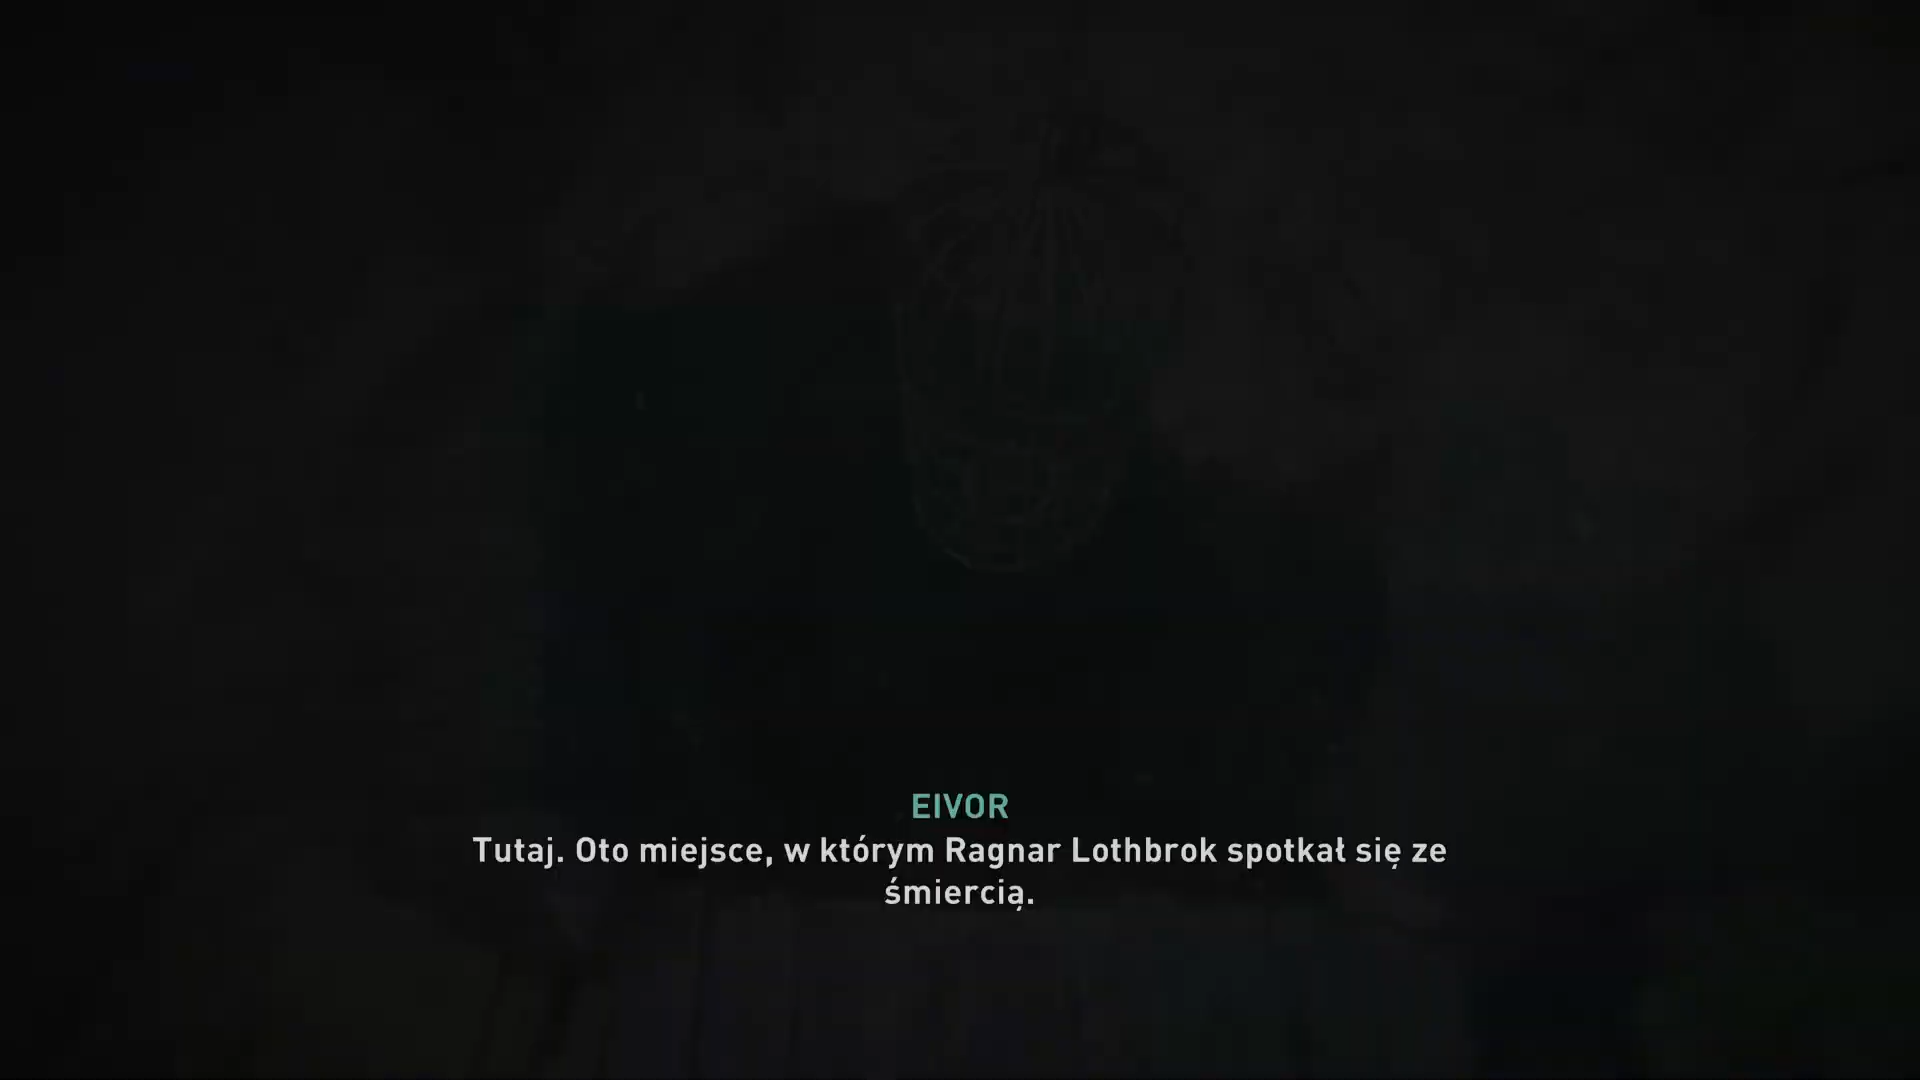 EIVOR
Tutaj. Oto miejsce, w którym Ragnar Lothbrok spotkał się ze
śmiercią.